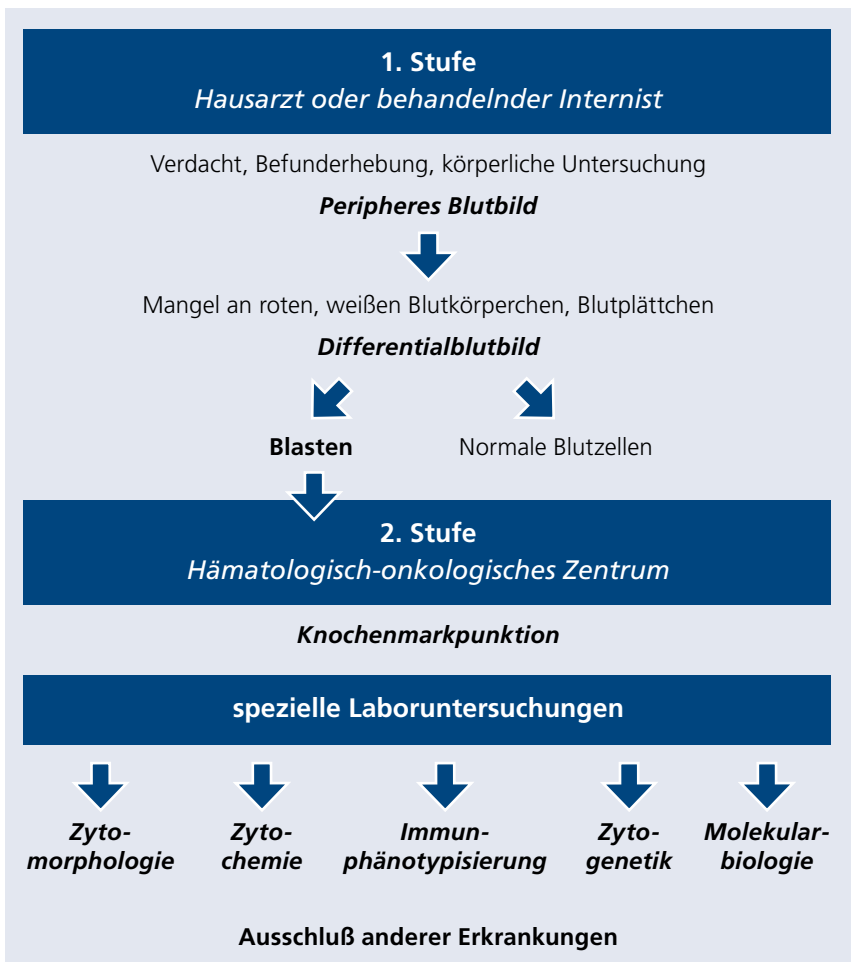 1. Stufe
Hausarzt oder behandelnder Internist
Verdacht, Befunderhebung, körperliche Untersuchung
Peripheres Blutbild
Mangel an roten, weißen Blutkörperchen, Blutplättchen
Differentialblutbild
Blasten
Normale Blutzellen
2. Stufe
Hämatologisch-onkologisches Zentrum
Knochenmarkpunktion
spezielle Laboruntersuchungen
Zyto-
morphologie
Zyto-
chemie
Immun-
phänotypisierung
Zyto-
genetik
Molekular-
biologie
Ausschluß anderer Erkrankungen